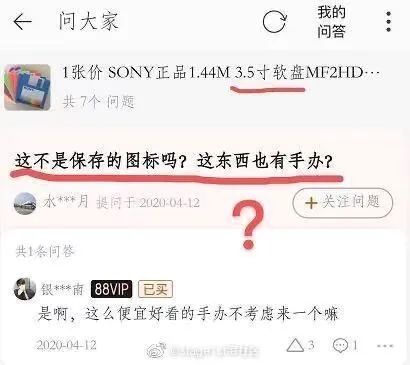 问大家
我的
问答
1张价 SONY正品1.44M 3.5寸软盘MF2HD…
共 7个 问题
这不是保存的图标吗？这东西也有手办？
水***月 提问于 2020-04-12
+关注问题
?
共1条问答
银***南 88VIP 已买
是啊，这么便宜好看的手办不考虑来一个嘛
2020-04-12
3
1